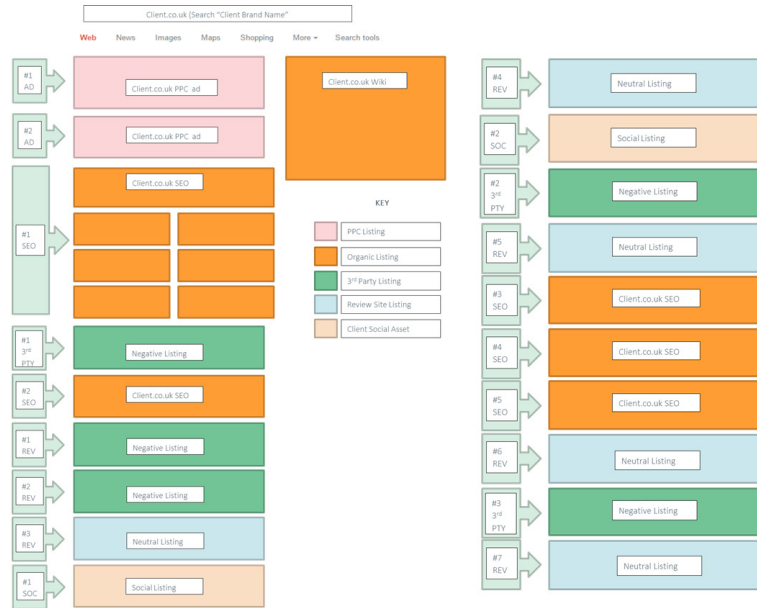 Client.co.uk (Search “Client Brand Name”
Web News Images Maps Shopping More Search tools
#1
AD
Client.co.uk PPC ad
#2
AD
Client.co.uk PPC ad
#1
SEO
Client.co.uk SEO
#1
3rd
PTY
Negative Listing
#2
SEO
Client.co.uk SEO
#1
REV
Negative Listing
#2
REV
Negative Listing
#3
REV
Neutral Listing
#1
SOC
Social Listing
Client.co.uk Wiki
KEY
PPC Listing
Organic Listing
3rd Party Listing
Review Site Listing
Client Social Asset
#4
REV
Neutral Listing
#2
SOC
Social Listing
#2
3rd
PTY
Negative Listing
#5
REV
Neutral Listing
#3
SEO
Client.co.uk SEO
#4
SEO
Client.co.uk SEO
#5
SEO
Client.co.uk SEO
#6
REV
Neutral Listing
#3
3rd
PTY
Negative Listing
#7
REV
Neutral Listing